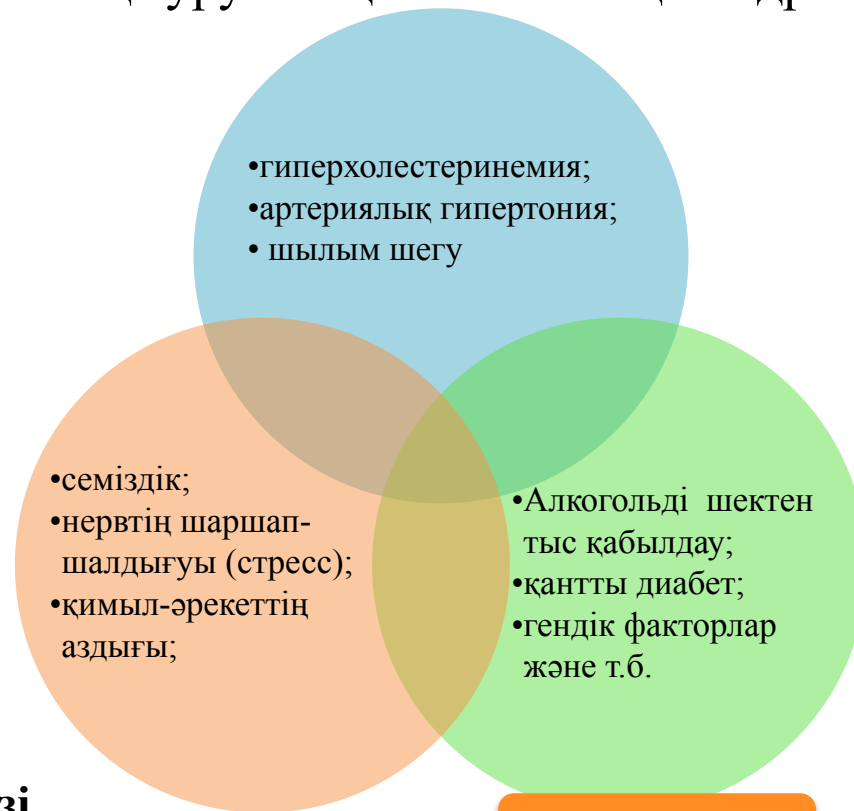 •гиперхолестеринемия;
•артериялық гипертония;
• шылым шегу
•семіздік;
•нервтің шаршап-
шалдығуы (стресс);
•қимыл-әрекеттің
аздығы;
•Алкогольді шектен
тыс қабылдау;
•қантты диабет;
•гендік факторлар
және т.б.